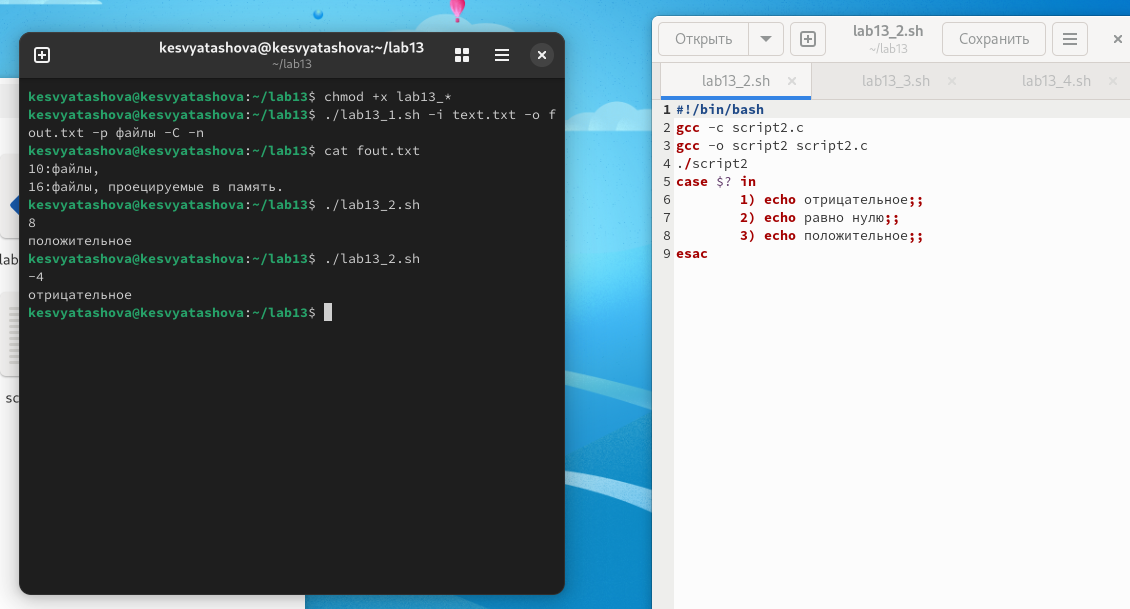 kesvyatashova@kesvyatashova:~/lab13
~/lab13
kesvyatashova@kesvyatashova:~/lab13$ chmod +x lab13_*
kesvyatashova@kesvyatashova:~/lab13$ ./lab13_1.sh -i text.txt -o f
out.txt -p файлы -C -n
kesvyatashova@kesvyatashova:~/lab13$ cat fout.txt
10:файлы,
16:файлы, проецируемые в память.
kesvyatashova@kesvyatashova:~/lab13$ ./lab13_2.sh
8
положительное
kesvyatashova@kesvyatashova:~/lab13$ ./lab13_2.sh
-4
отрицательное
kesvyatashova@kesvyatashova:~/lab13$
lab
sc
Открыть
lab13_2.sh
~/lab13
Сохранить
lab13_2.sh
lab13_3.sh
lab13_4.sh
1 #!/bin/bash
2 gcc -c script2.c
3 gcc -o script2 script2.c
4 ./script2
5 case $? in
6 1) echo отрицательное;;
7 2) echo равно нулю;;
8 3) echo положительное;;
9 esac